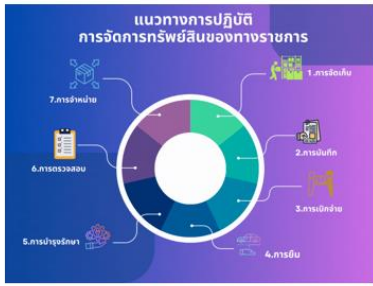 แนวทางการปฏิบัติ
การจัดการทรัพย์สินของทางราชการ
1.การจัดเก็บ
2.การบันทึก
3.การเบิกจ่าย
4.การยืม
5.การบำรุงรักษา
6.การตรวจสอบ
7.การจำหน่าย